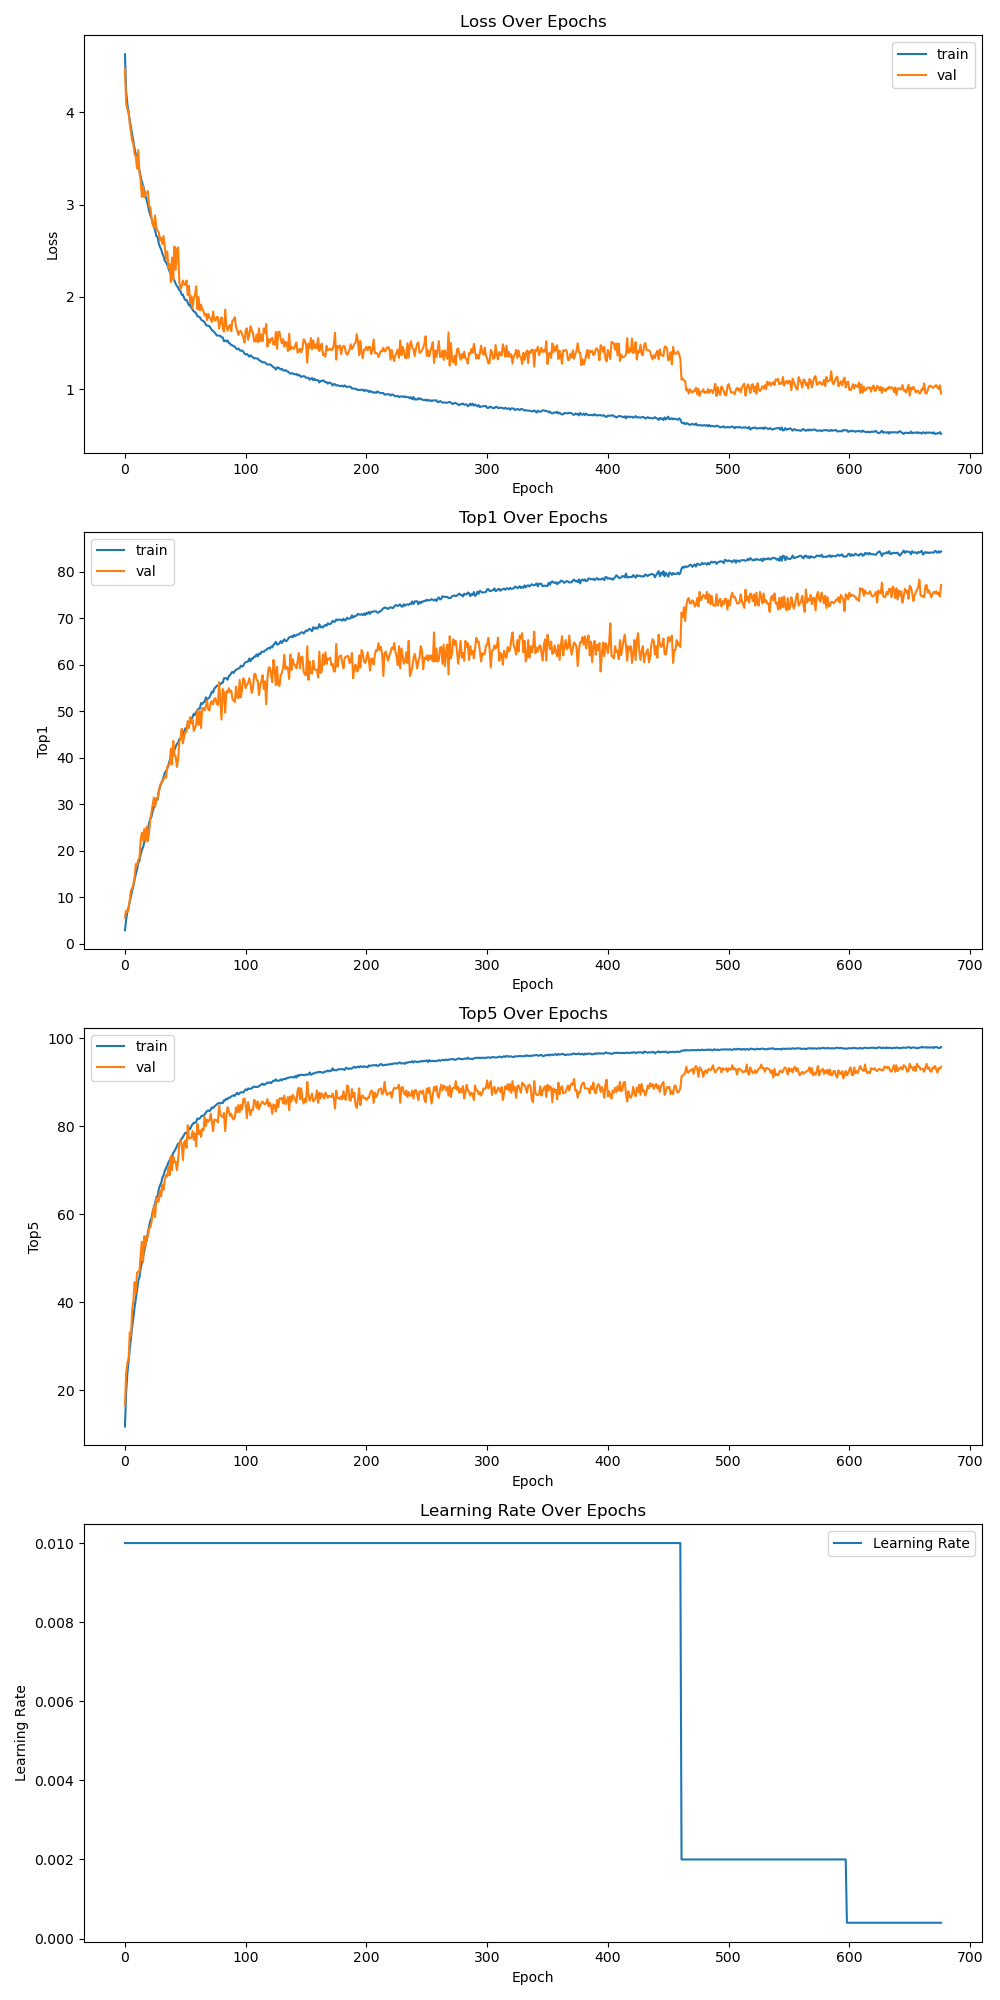 Loss Over Epochs
train
val
4
3
2
1
Loss
0 100 200 300 400 500 600 700
Epoch
Top1 Over Epochs
train
val
80
70
60
50
40
30
20
10
0
Top1
0 100 200 300 400 500 600 700
Epoch
Top5 Over Epochs
train
val
100
80
60
40
20
Top5
0 100 200 300 400 500 600 700
Epoch
Learning Rate Over Epochs
Learning Rate
0.010
0.008
0.006
0.004
0.002
0.000
Learning Rate
0 100 200 300 400 500 600 700
Epoch